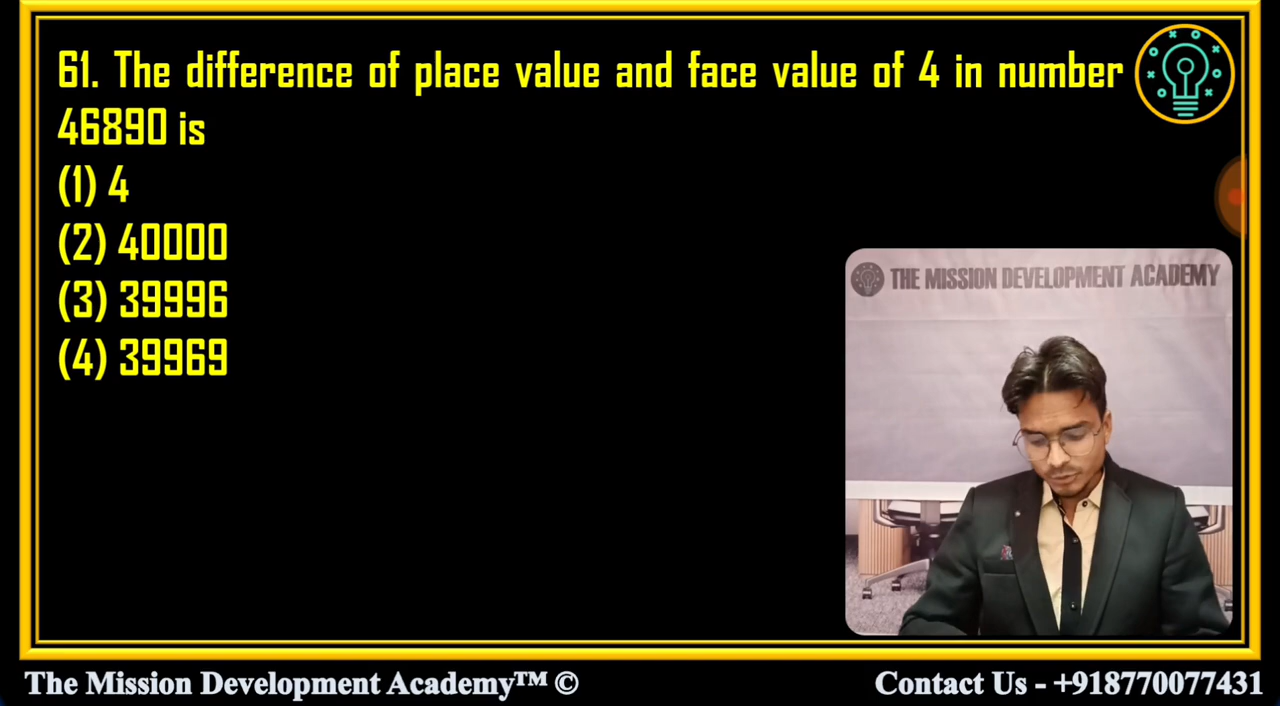 61. The difference of place value and face value of 4 in number
46890 is
(1) 4
(2) 40000
(3) 39996
(4) 39969
THE MISSION DEVELOPMENT ACADEMY
The Mission Development Academy™ ©
Contact Us - +918770077431